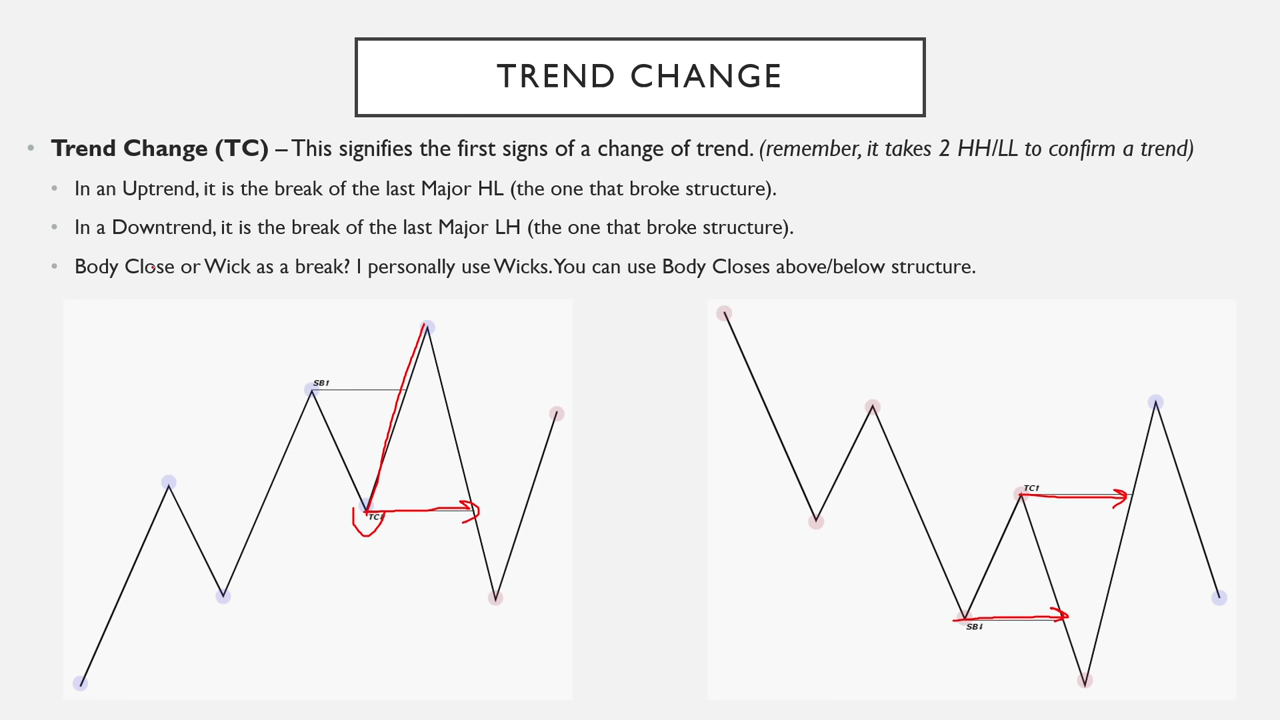 TREND CHANGE
Trend Change (TC) – This signifies the first signs of a change of trend. (remember, it takes 2 HH/LL to confirm a trend)
In an Uptrend, it is the break of the last Major HL (the one that broke structure).
In a Downtrend, it is the break of the last Major LH (the one that broke structure).
Body Close or Wick as a break? I personally use Wicks. You can use Body Closes above/below structure.
SB1
TC1
TC1
SB1